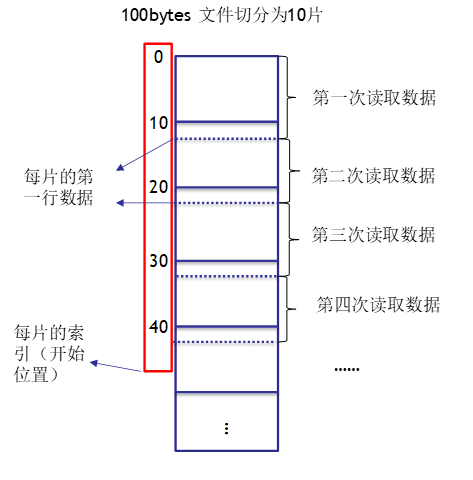 100bytes 文件切分为10片
0
第一次读取数据
10
每片的第
一行数据
第二次读取数据
20
第三次读取数据
30
第四次读取数据
40
每片的索
引（开始
位置）
......
...